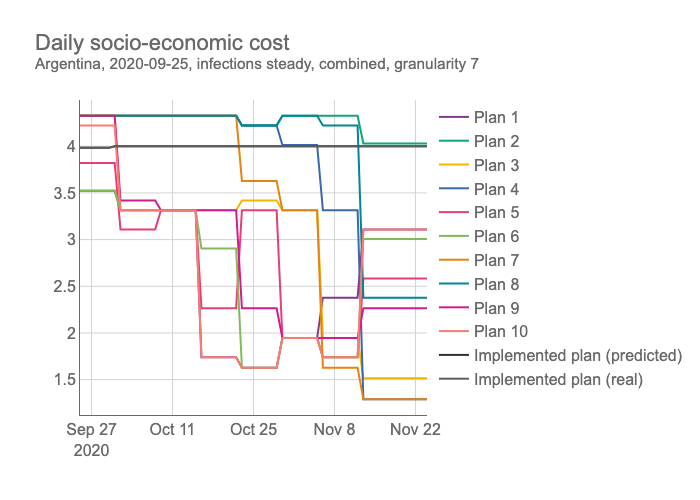 Daily socio-economic cost
Argentina, 2020-09-25, infections steady, combined, granularity 7
4
3.5
3
2.5
2
1.5
Sep 27
2020
Oct 11
Oct 25
Nov 8
Nov 22
Plan 1
Plan 2
Plan 3
Plan 4
Plan 5
Plan 6
Plan 7
Plan 8
Plan 9
Plan 10
Implemented plan (predicted)
Implemented plan (real)